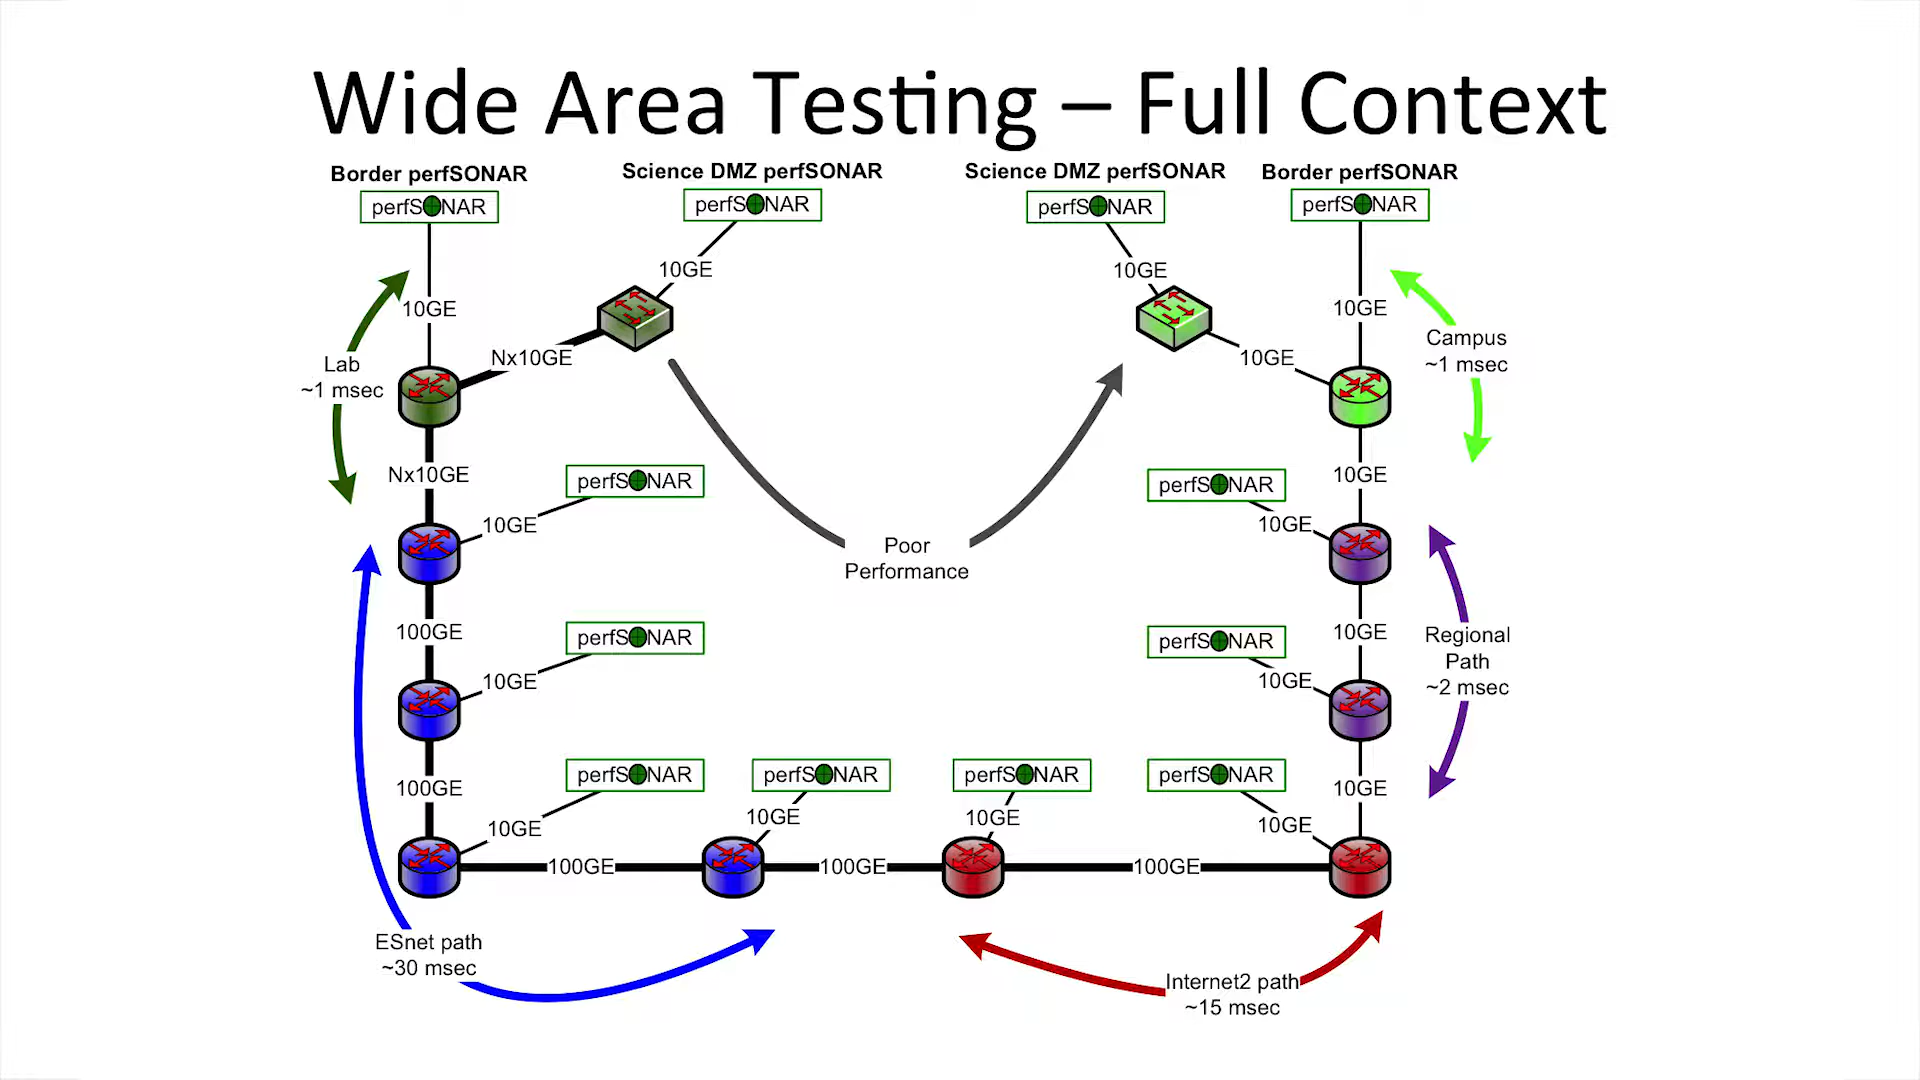 Wide Area Testing – Full Context
Border perfSONAR
Science DMZ perfSONAR
Science DMZ perfSONAR
Border perfSONAR
perfSONAR
perfSONAR
perfSONAR
perfSONAR
10GE
10GE
10GE
10GE
Lab
~1 msec
Nx10GE
10GE
Campus
~1 msec
Nx10GE
10GE
perfSONAR
perfSONAR
10GE
10GE
Poor
Performance
100GE
perfSONAR
perfSONAR
10GE
Regional
Path
~2 msec
10GE
10GE
100GE
perfSONAR
perfSONAR
perfSONAR
perfSONAR
10GE
10GE
10GE
10GE
10GE
100GE
100GE
100GE
ESnet path
~30 msec
Internet2 path
~15 msec